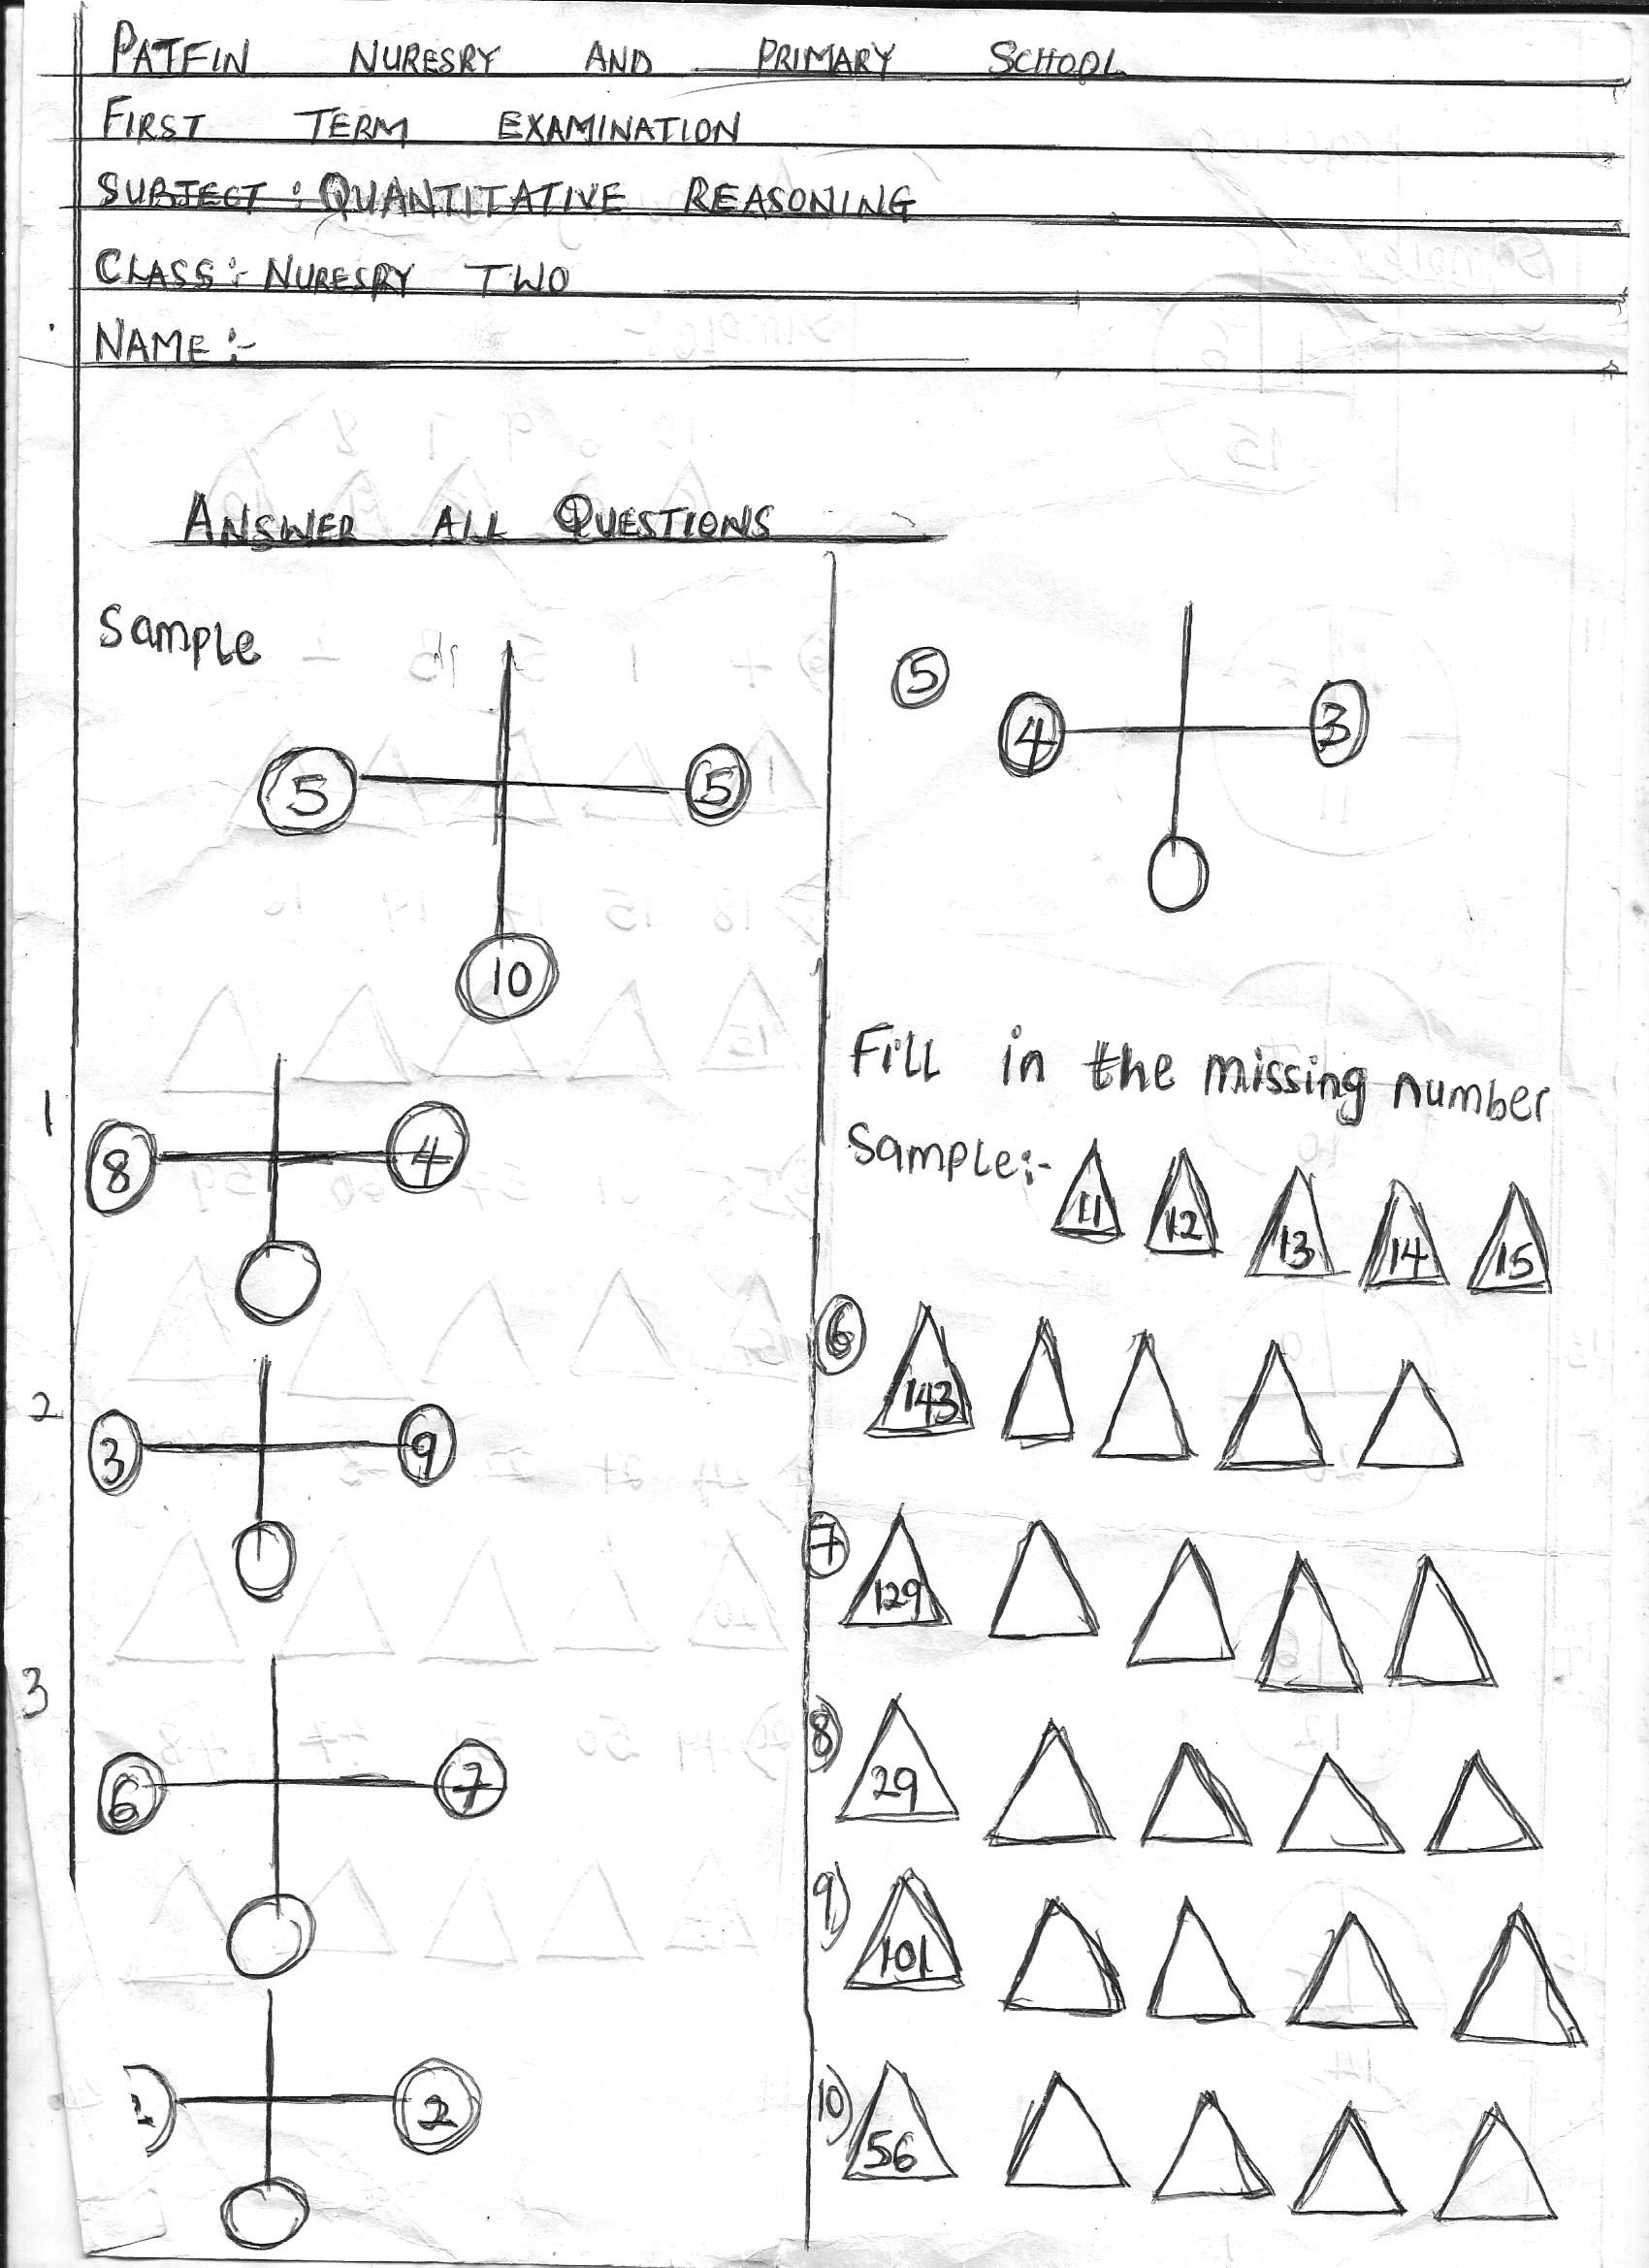 PATFIN NURESRY AND PRIMARY SCHOOL
FIRST TERM EXAMINATION
SUBJECT: QUANTITATIVE REASONING
CLASS:- NURESRY TWO
NAME:-
ANSWER ALL QUESTIONS
Sample
5 5
10
1
8 4
2
3 9
3
6 7
2
5
4 3
Fill in the missing number
Sample:- 11 12 13 14 15
6 143
7 129
8) 29
9) 101
10) 56